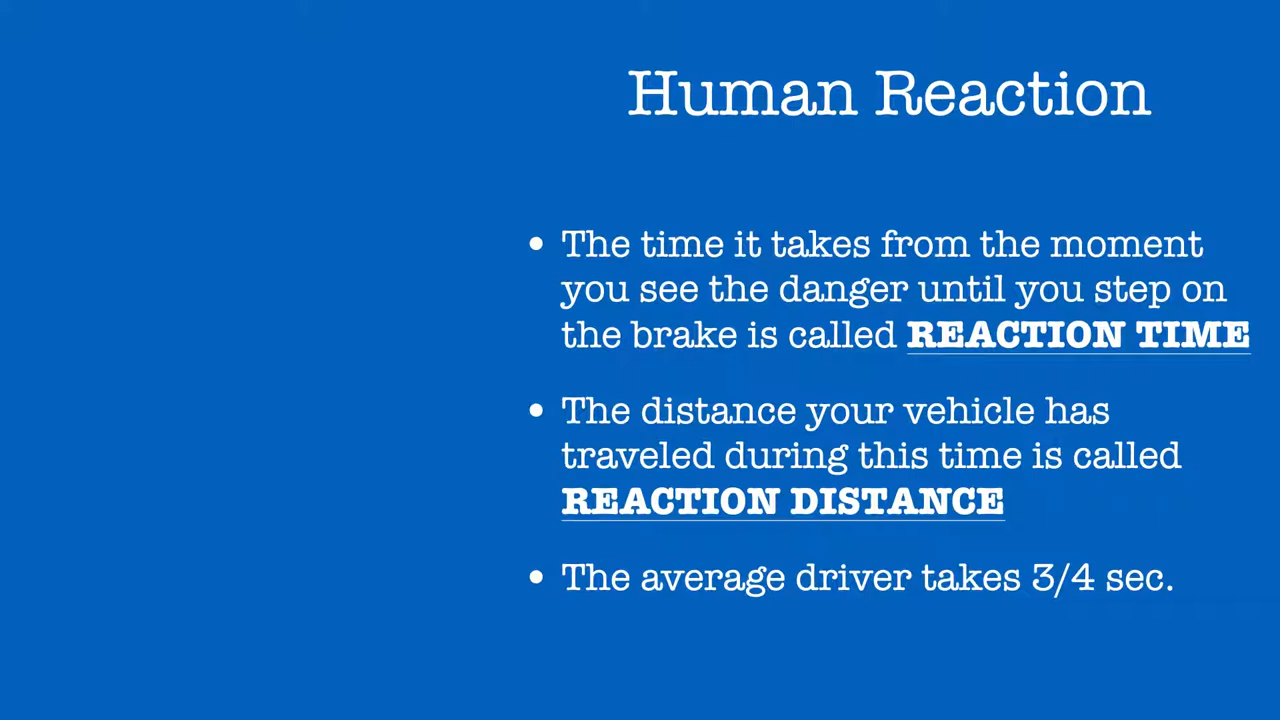 Human Reaction
• The time it takes from the moment
you see the danger until you step on
the brake is called REACTION TIME
• The distance your vehicle has
traveled during this time is called
REACTION DISTANCE
• The average driver takes 3/4 sec.